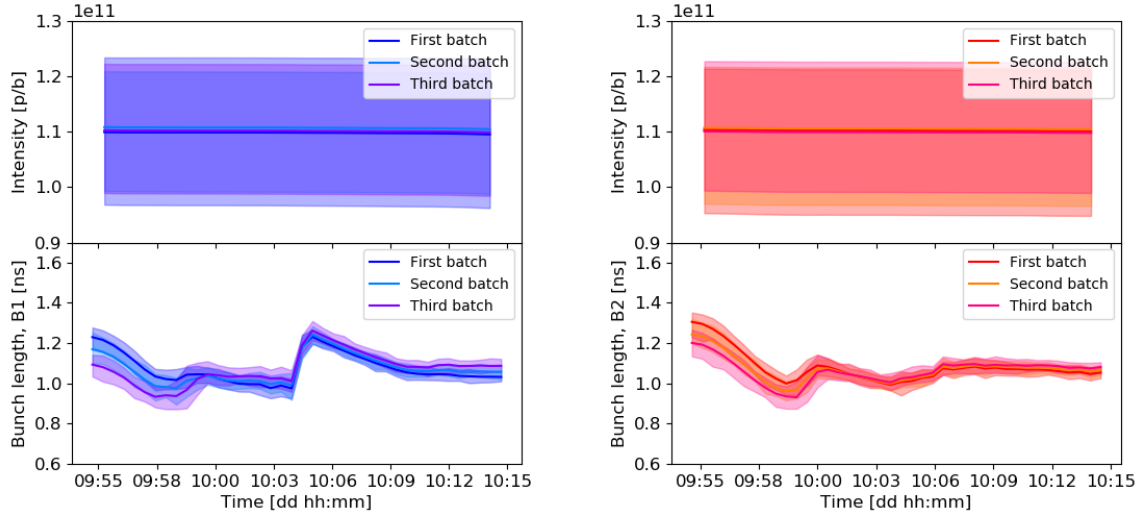 1e11
1.3
1.2
1.1
1.0
0.9
Intensity [p/b]
First batch
Second batch
Third batch
1.6
1.4
1.2
1.0
0.8
0.6
Bunch length, B1 [ns]
First batch
Second batch
Third batch
09:55 09:58 10:00 10:03 10:06 10:09 10:12 10:15
Time [dd hh:mm]
1e11
1.3
1.2
1.1
1.0
0.9
Intensity [p/b]
First batch
Second batch
Third batch
1.6
1.4
1.2
1.0
0.8
0.6
Bunch length, B2 [ns]
First batch
Second batch
Third batch
09:55 09:58 10:00 10:03 10:06 10:09 10:12 10:15
Time [dd hh:mm]